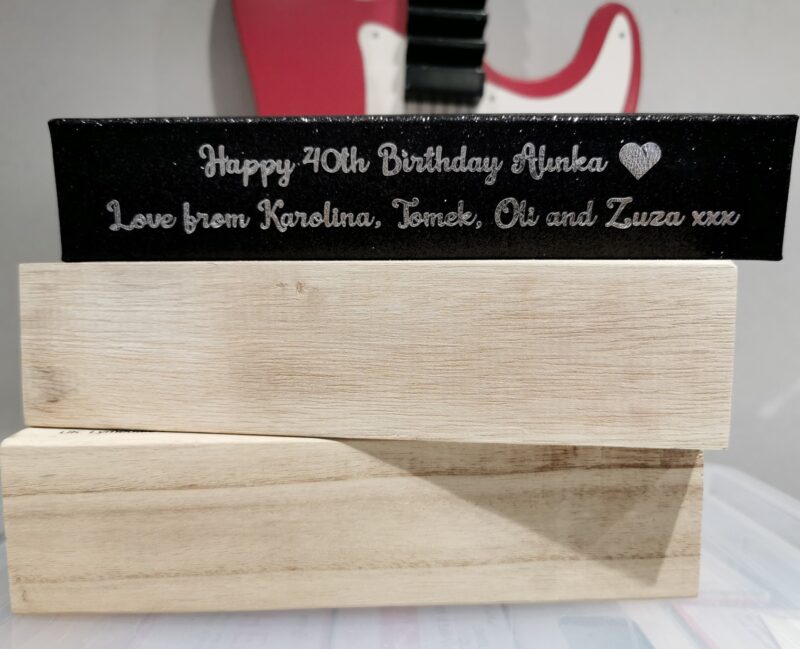 Happy 40th Birthday Alinka
Love from Karolina, Tomek, Oli and Zuza xxx